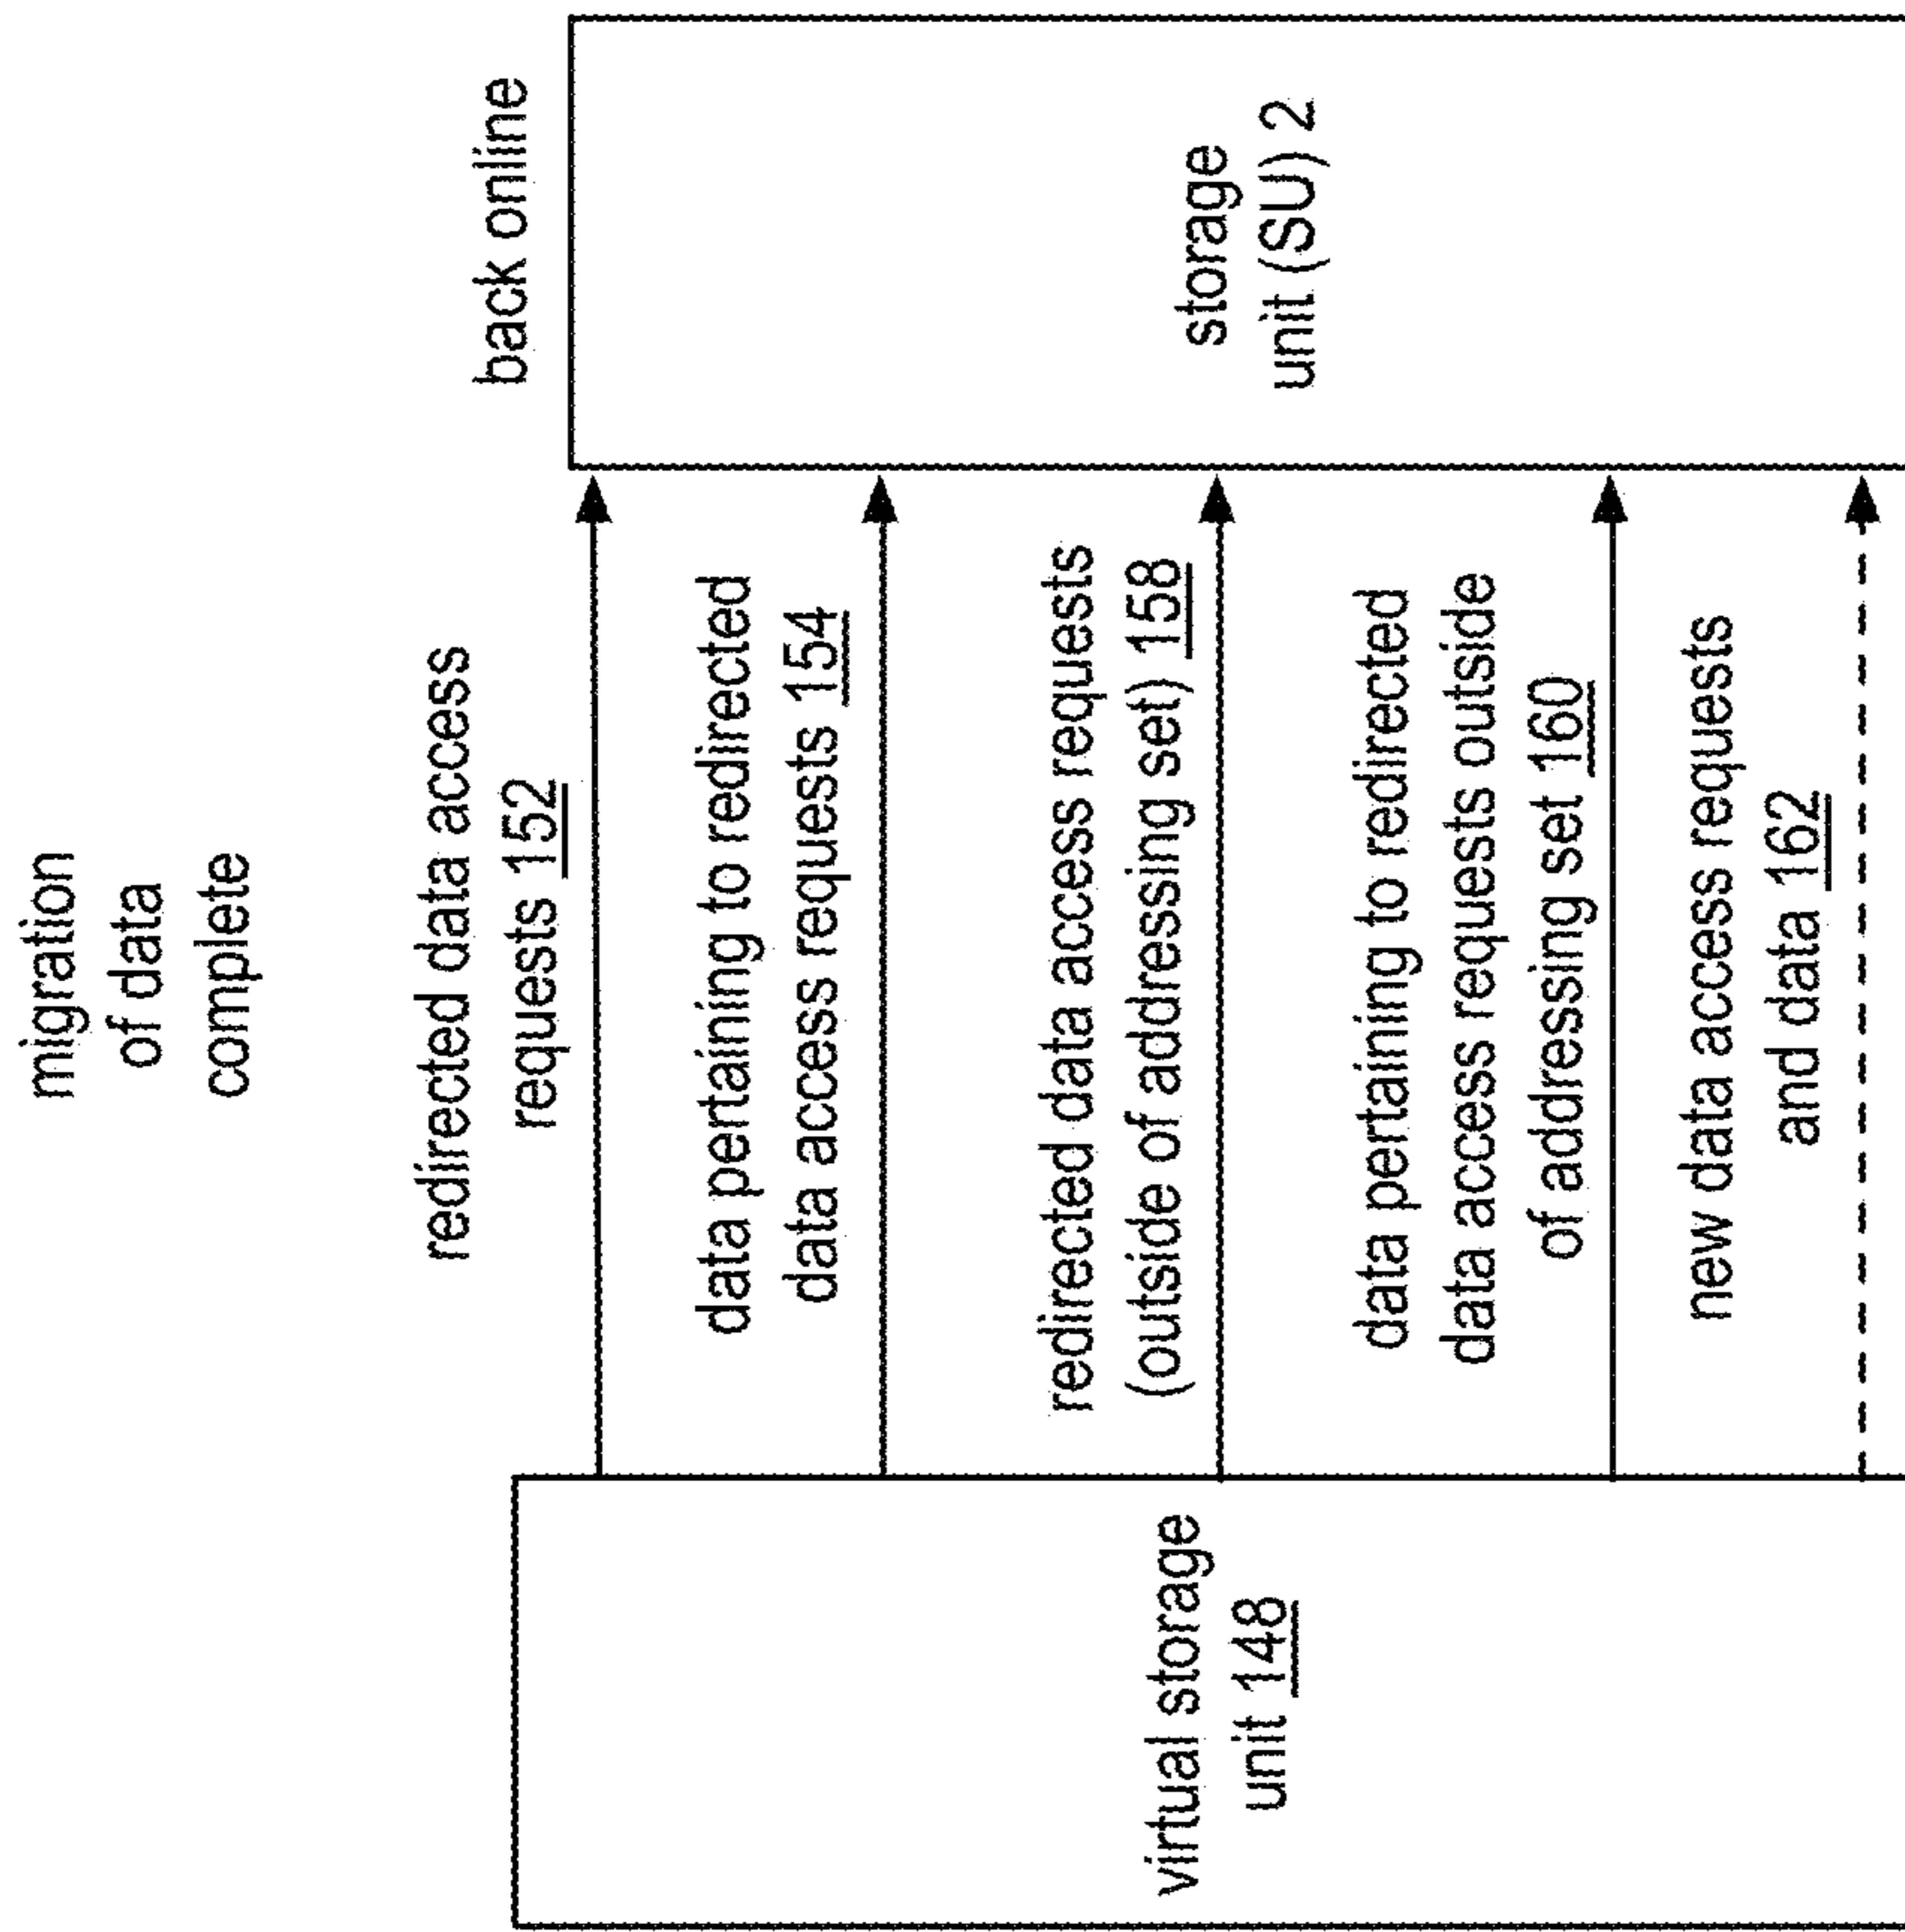 migration
of data
complete
back online
redirected data access
requests 152
data pertaining to redirected
data access requests 154
redirected data access requests
(outside of addressing set) 158
data pertaining to redirected
data access requests outside
of addressing set 160
new data access requests
and data 162
virtual storage
unit 148
storage
unit (SU) 2